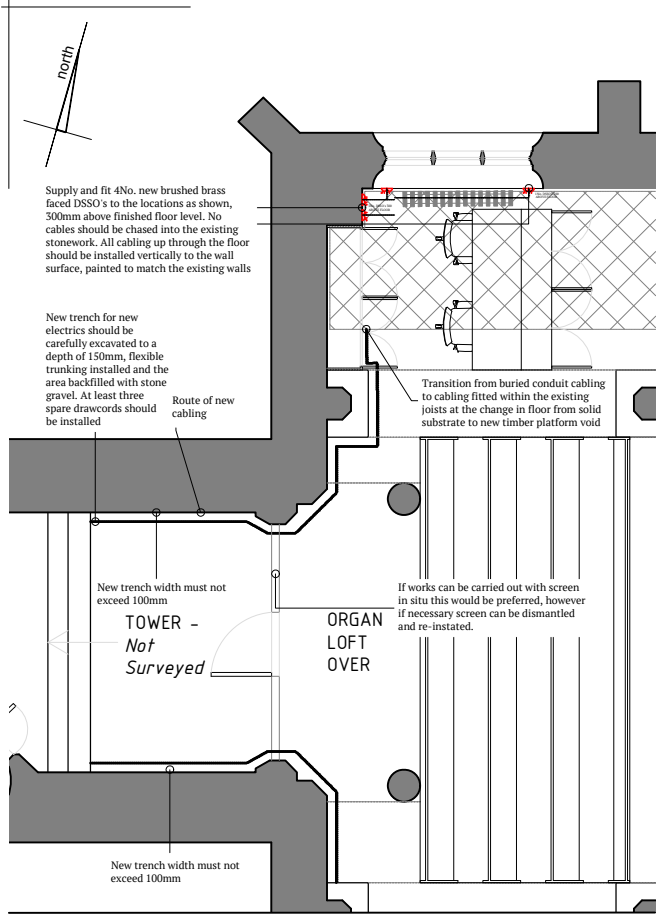 north
Supply and fit 4No. new brushed brass
faced DSSO's to the locations as shown,
300mm above finished floor level. No
cables should be chased into the existing
stonework. All cabling up through the floor
should be installed vertically to the wall
surface, painted to match the existing walls
New trench for new
electrics should be
carefully excavated to a
depth of 150mm, flexible
trunking installed and the
area backfilled with stone
gravel. At least three
spare drawcords should
be installed
Route of new
cabling
Transition from buried conduit cabling
to cabling fitted within the existing
joists at the change in floor from solid
substrate to new timber platform void
New trench width must not
exceed 100mm
If works can be carried out with screen
in situ this would be preferred, however
if necessary screen can be dismantled
and re-instated.
TOWER -
Not
Surveyed
ORGAN
LOFT
OVER
New trench width must not
exceed 100mm